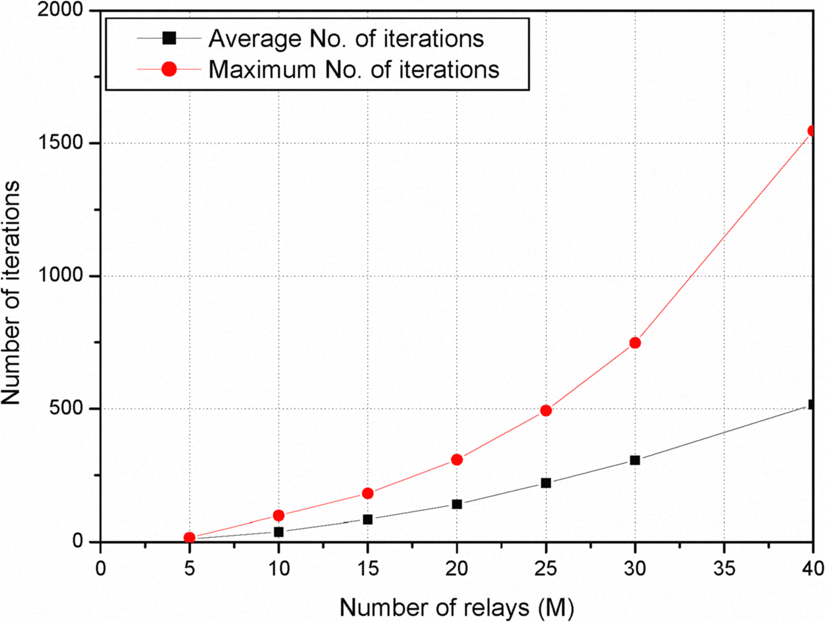 2000
Average No. of iterations
Maximum No. of iterations
1500
1000
500
0
Number of iterations
0 5 10 15 20 25 30 35 40
Number of relays (M)